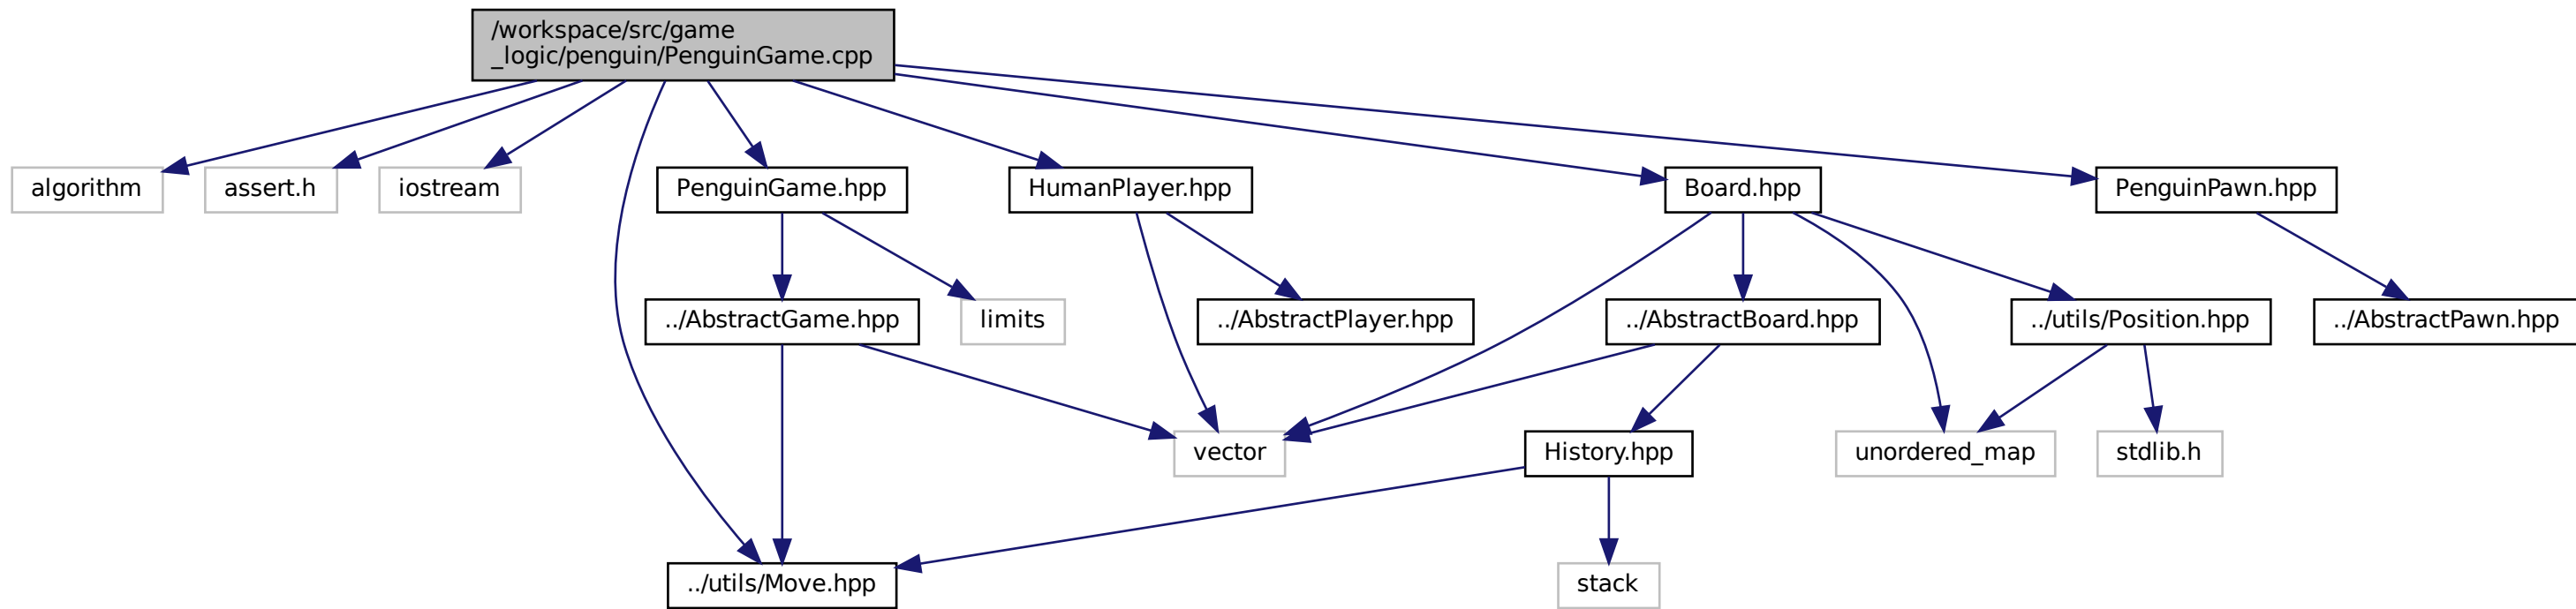 /workspace/src/game
_logic/penguin/PenguinGame.cpp
algorithm
assert.h
iostream
PenguinGame.hpp
HumanPlayer.hpp
Board.hpp
PenguinPawn.hpp
../AbstractGame.hpp
limits
../AbstractPlayer.hpp
../AbstractBoard.hpp
../utils/Position.hpp
../AbstractPawn.hpp
vector
History.hpp
unordered_map
stdlib.h
../utils/Move.hpp
stack